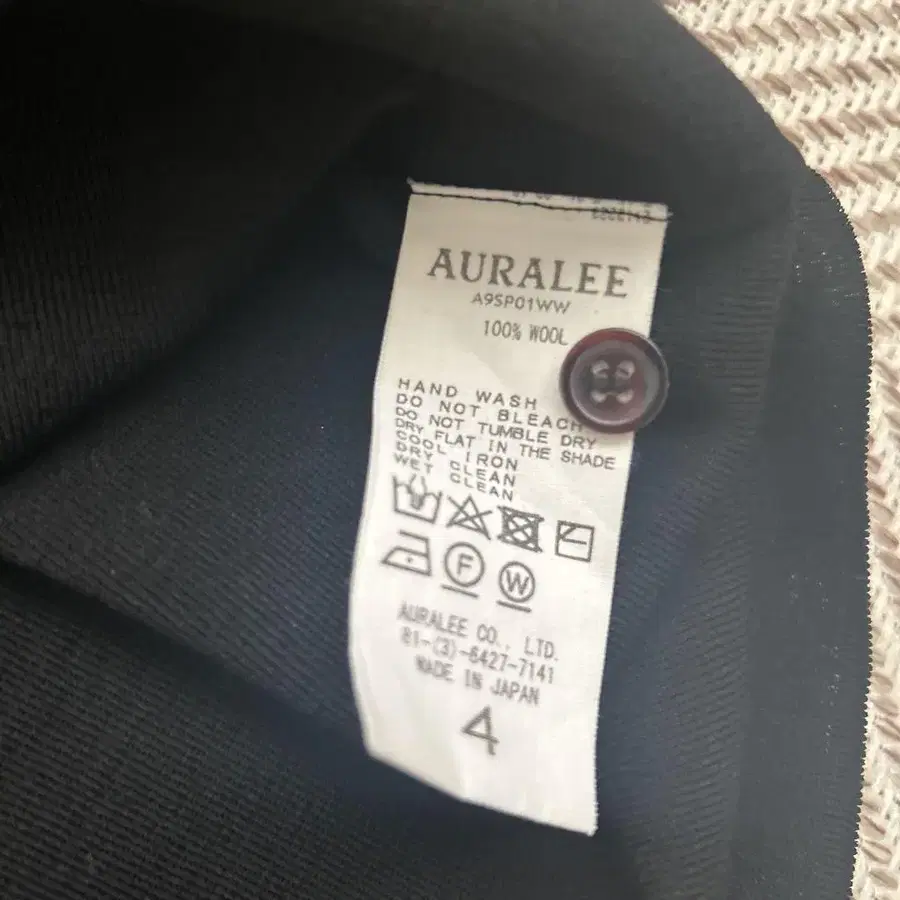 AURALEE
A9SP01WW
100% WOOL
HAND WASH
DO NOT BLEACH
DO NOT TUMBLE DRY
DRY FLAT IN THE SHADE
COOL IRON
DRY CLEAN
WET CLEAN
F W
AURALEE CO., LTD.
81-(3)-6427-7141
MADE IN JAPAN
4